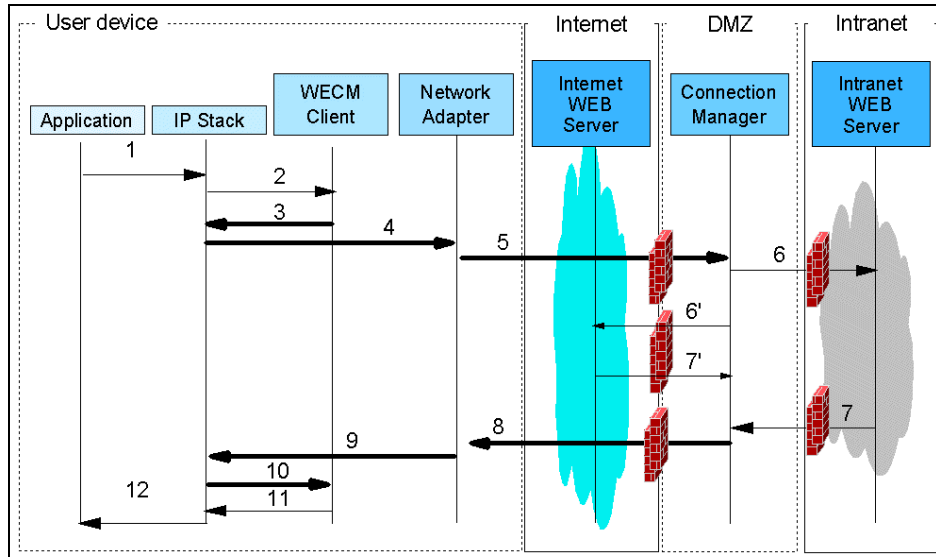 User device
Internet
DMZ
Intranet
Application
IP Stack
WECM
Client
Network
Adapter
Internet
WEB
Server
Connection
Manager
Intranet
WEB
Server
1
2
3
4
5
6
6'
7'
7
8
9
10
11
12